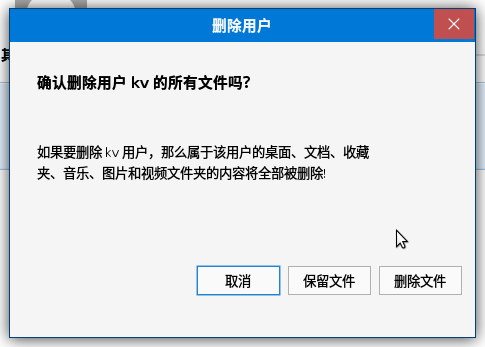 删除用户
其
确认删除用户 kv 的所有文件吗?
如果要删除 kv 用户，那么属于该用户的桌面、文档、收藏
夹、音乐、图片和视频文件夹的内容将全部被删除!
取消
保留文件
删除文件